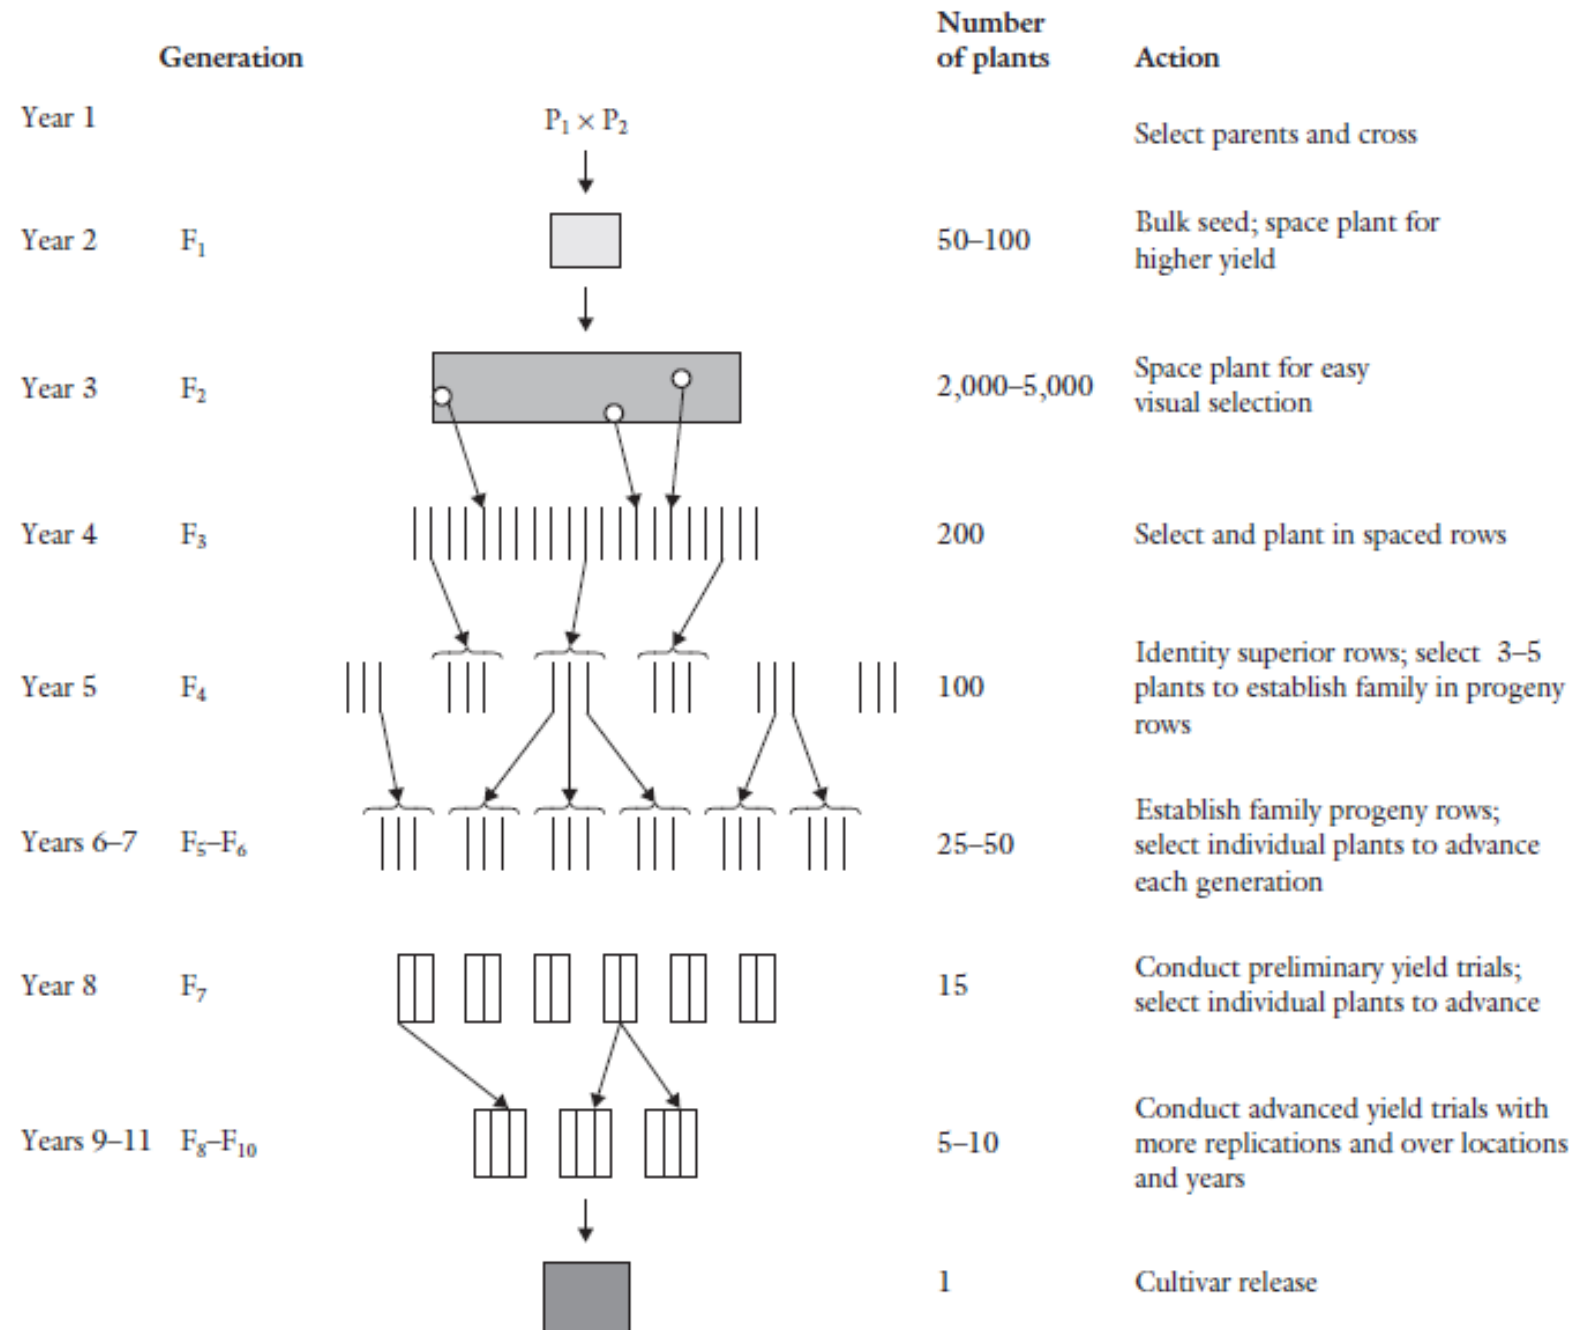 Number
Generation of plants Action
Year 1 P₁ × P₂
Select parents and cross
Bulk seed; space plant for
Year 2 F₁ 50–100
higher yield
Space plant for easy
Year 3 F₂ 2,000–5,000
visual selection
Year 4 F₃ 200 Select and plant in spaced rows
Identity superior rows; select 3–5
Year 5 F₄ 100 plants to establish family in progeny
rows
Establish family progeny rows;
Years 6–7 F₅–F₆ 25–50 select individual plants to advance
each generation
Conduct preliminary yield trials;
Year 8 F₇ 15
select individual plants to advance
Conduct advanced yield trials with
Years 9–11 F₈–F₁₀ 5–10 more replications and over locations
and years
1 Cultivar release